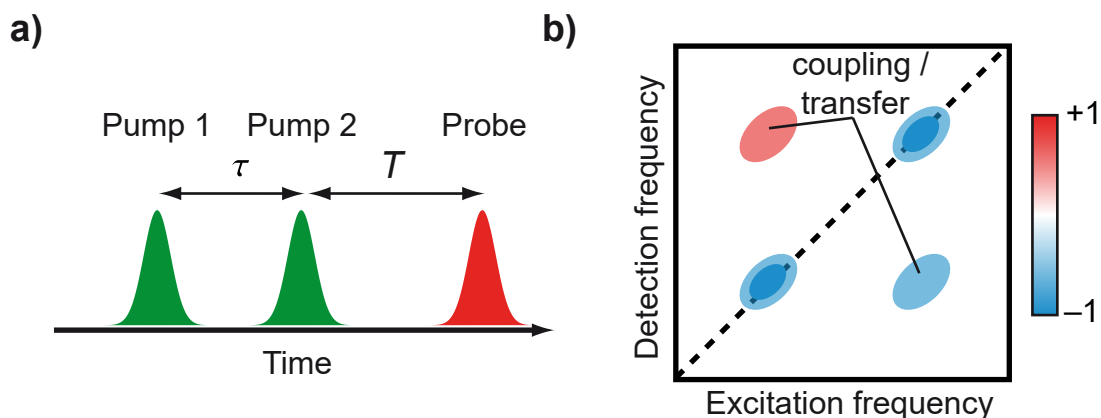 a)
Pump 1
Pump 2
Probe
τ
T
Time
b)
coupling /
transfer
Detection frequency
Excitation frequency
+1
–1